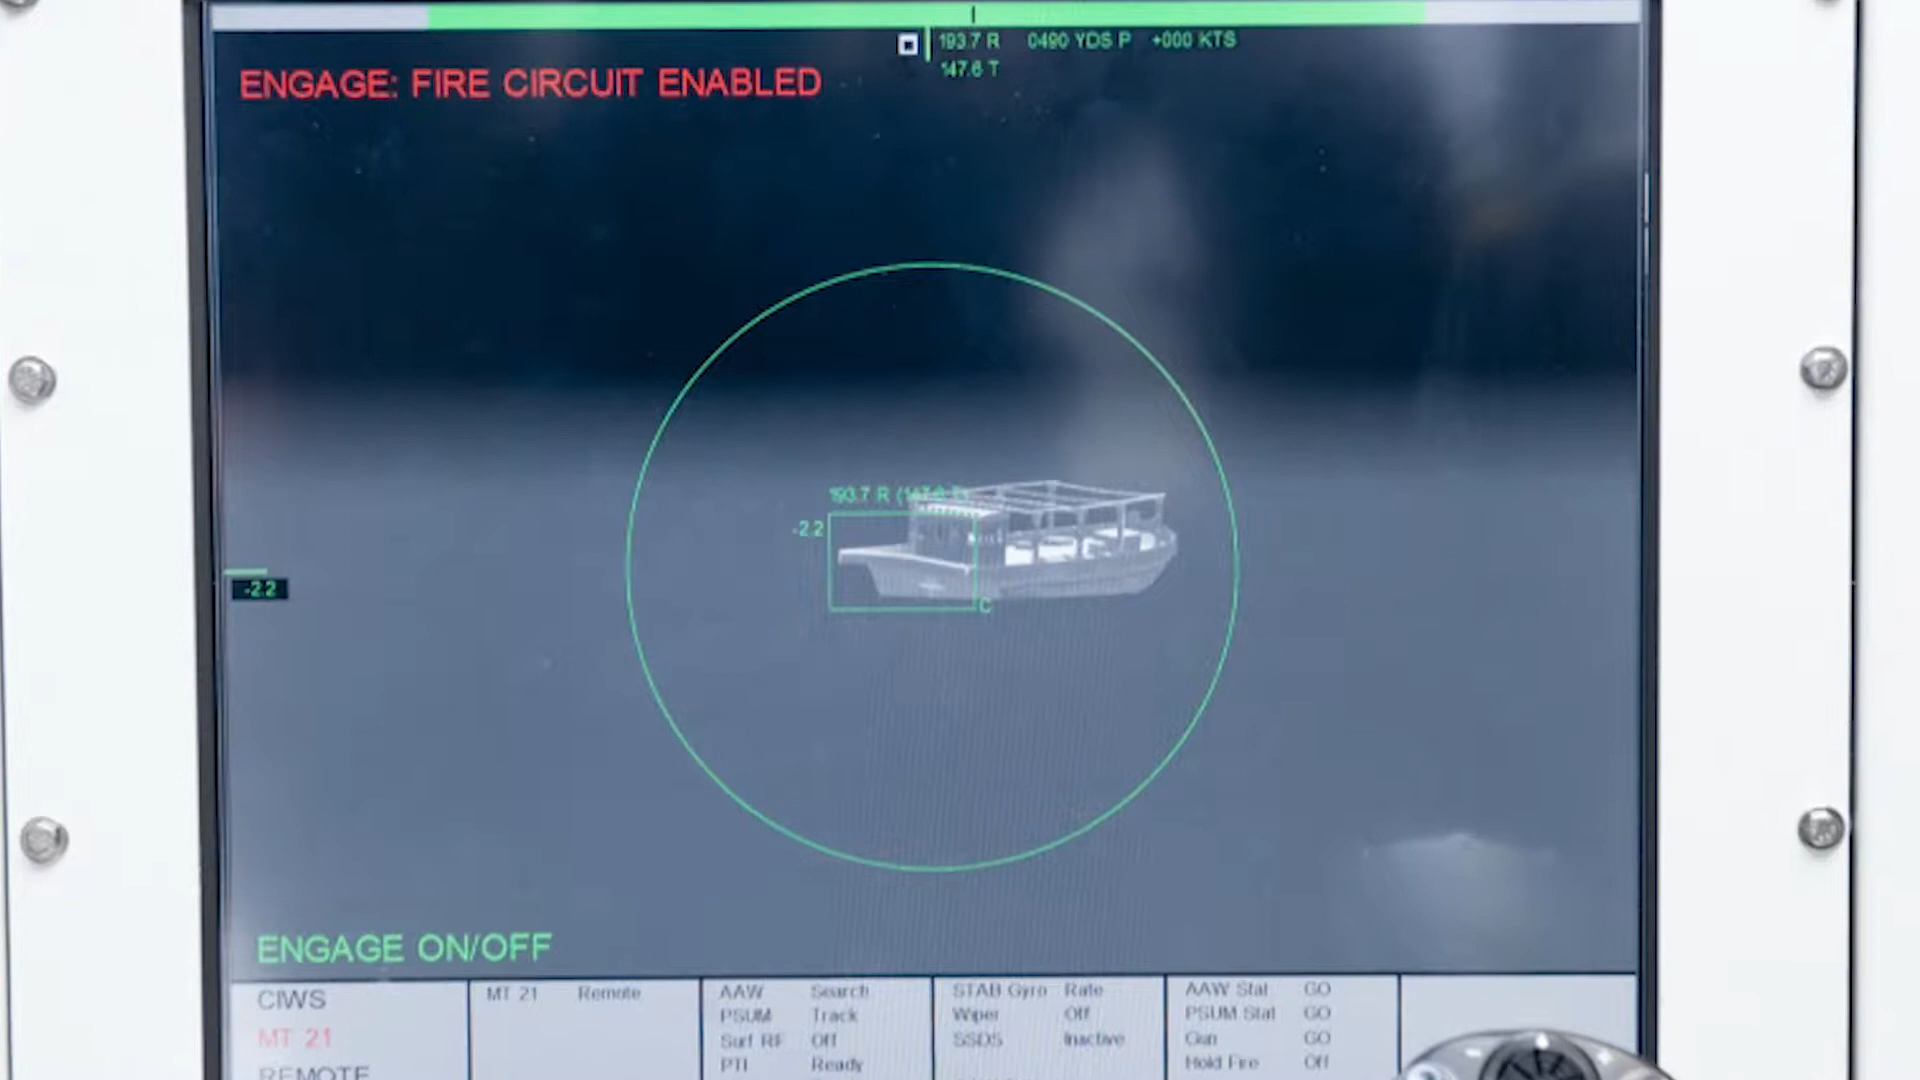 193.7 R 0490 YDS P +000 KTS
147.6 T
ENGAGE: FIRE CIRCUIT ENABLED
193.7 R
-2.2
C
-2.2
ENGAGE ON/OFF
CIWS
MT 21
REMOTE
MT 21 Remote
AAW Search
PSUM Track
Surf RF Off
PTI Ready
STAB Gyro Rate
Wiper Off
SSDS Inactive
AAW Stat GO
PSUM Stat GO
Gun GO
Hold Fire Off